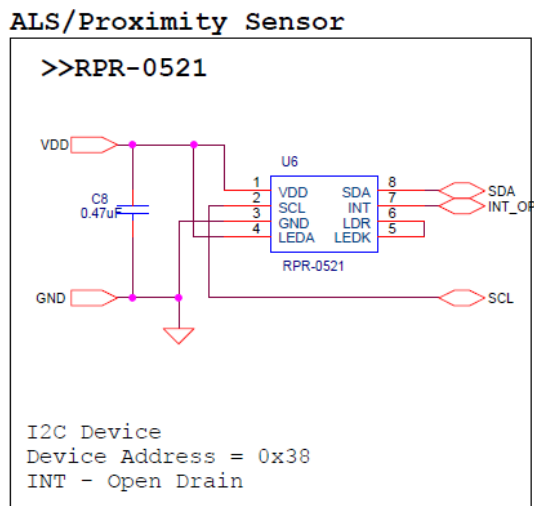 ALS/Proximity Sensor
>>RPR-0521
VDD
U6
C8
0.47uF
1 VDD SDA 8 SDA
2 SCL INT 7 INT_OP
3 GND LDR 6
4 LEDA LEDK 5
RPR-0521
GND
SCL
I2C Device
Device Address = 0x38
INT - Open Drain